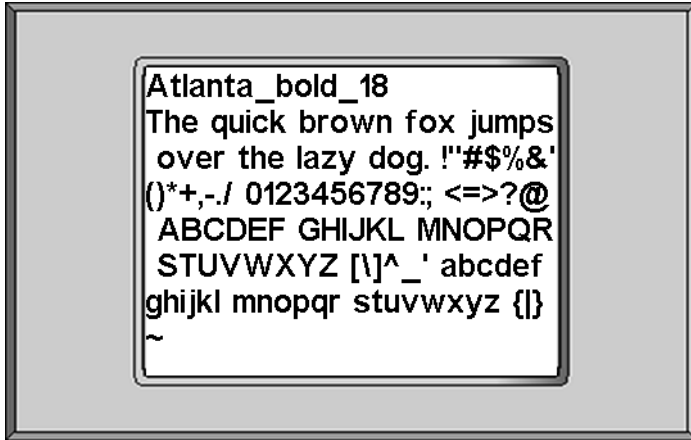 Atlanta_bold_18
The quick brown fox jumps
over the lazy dog. !"#$%&'
()*+,-./ 0123456789:; <=>?@
ABCDEF GHIJKL MNOPQR
STUVWXYZ [\]^_' abcdef
ghijkl mnopqr stuvwxyz {|}
~